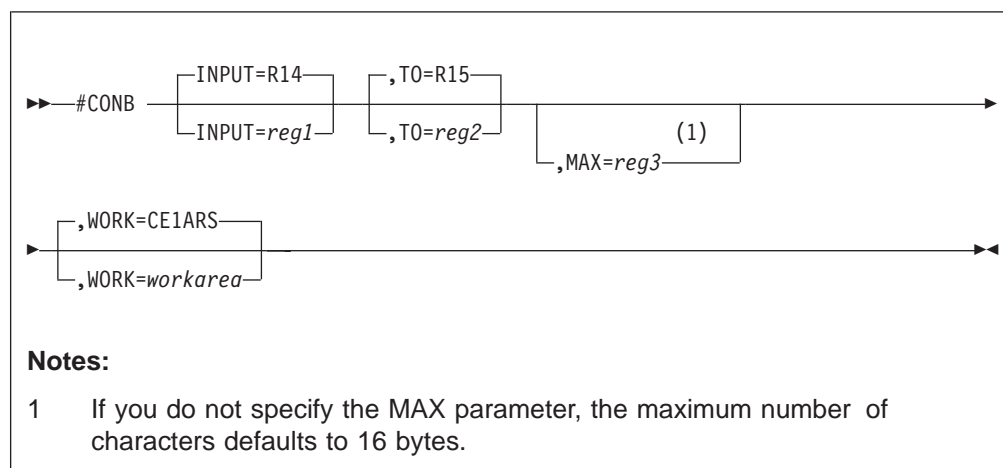 INPUT=R14 ,TO=R15
#CONB
INPUT=reg1 ,TO=reg2 (1)
,MAX=reg3
,WORK=CE1ARS
,WORK=workarea
Notes:
1 If you do not specify the MAX parameter, the maximum number of
characters defaults to 16 bytes.